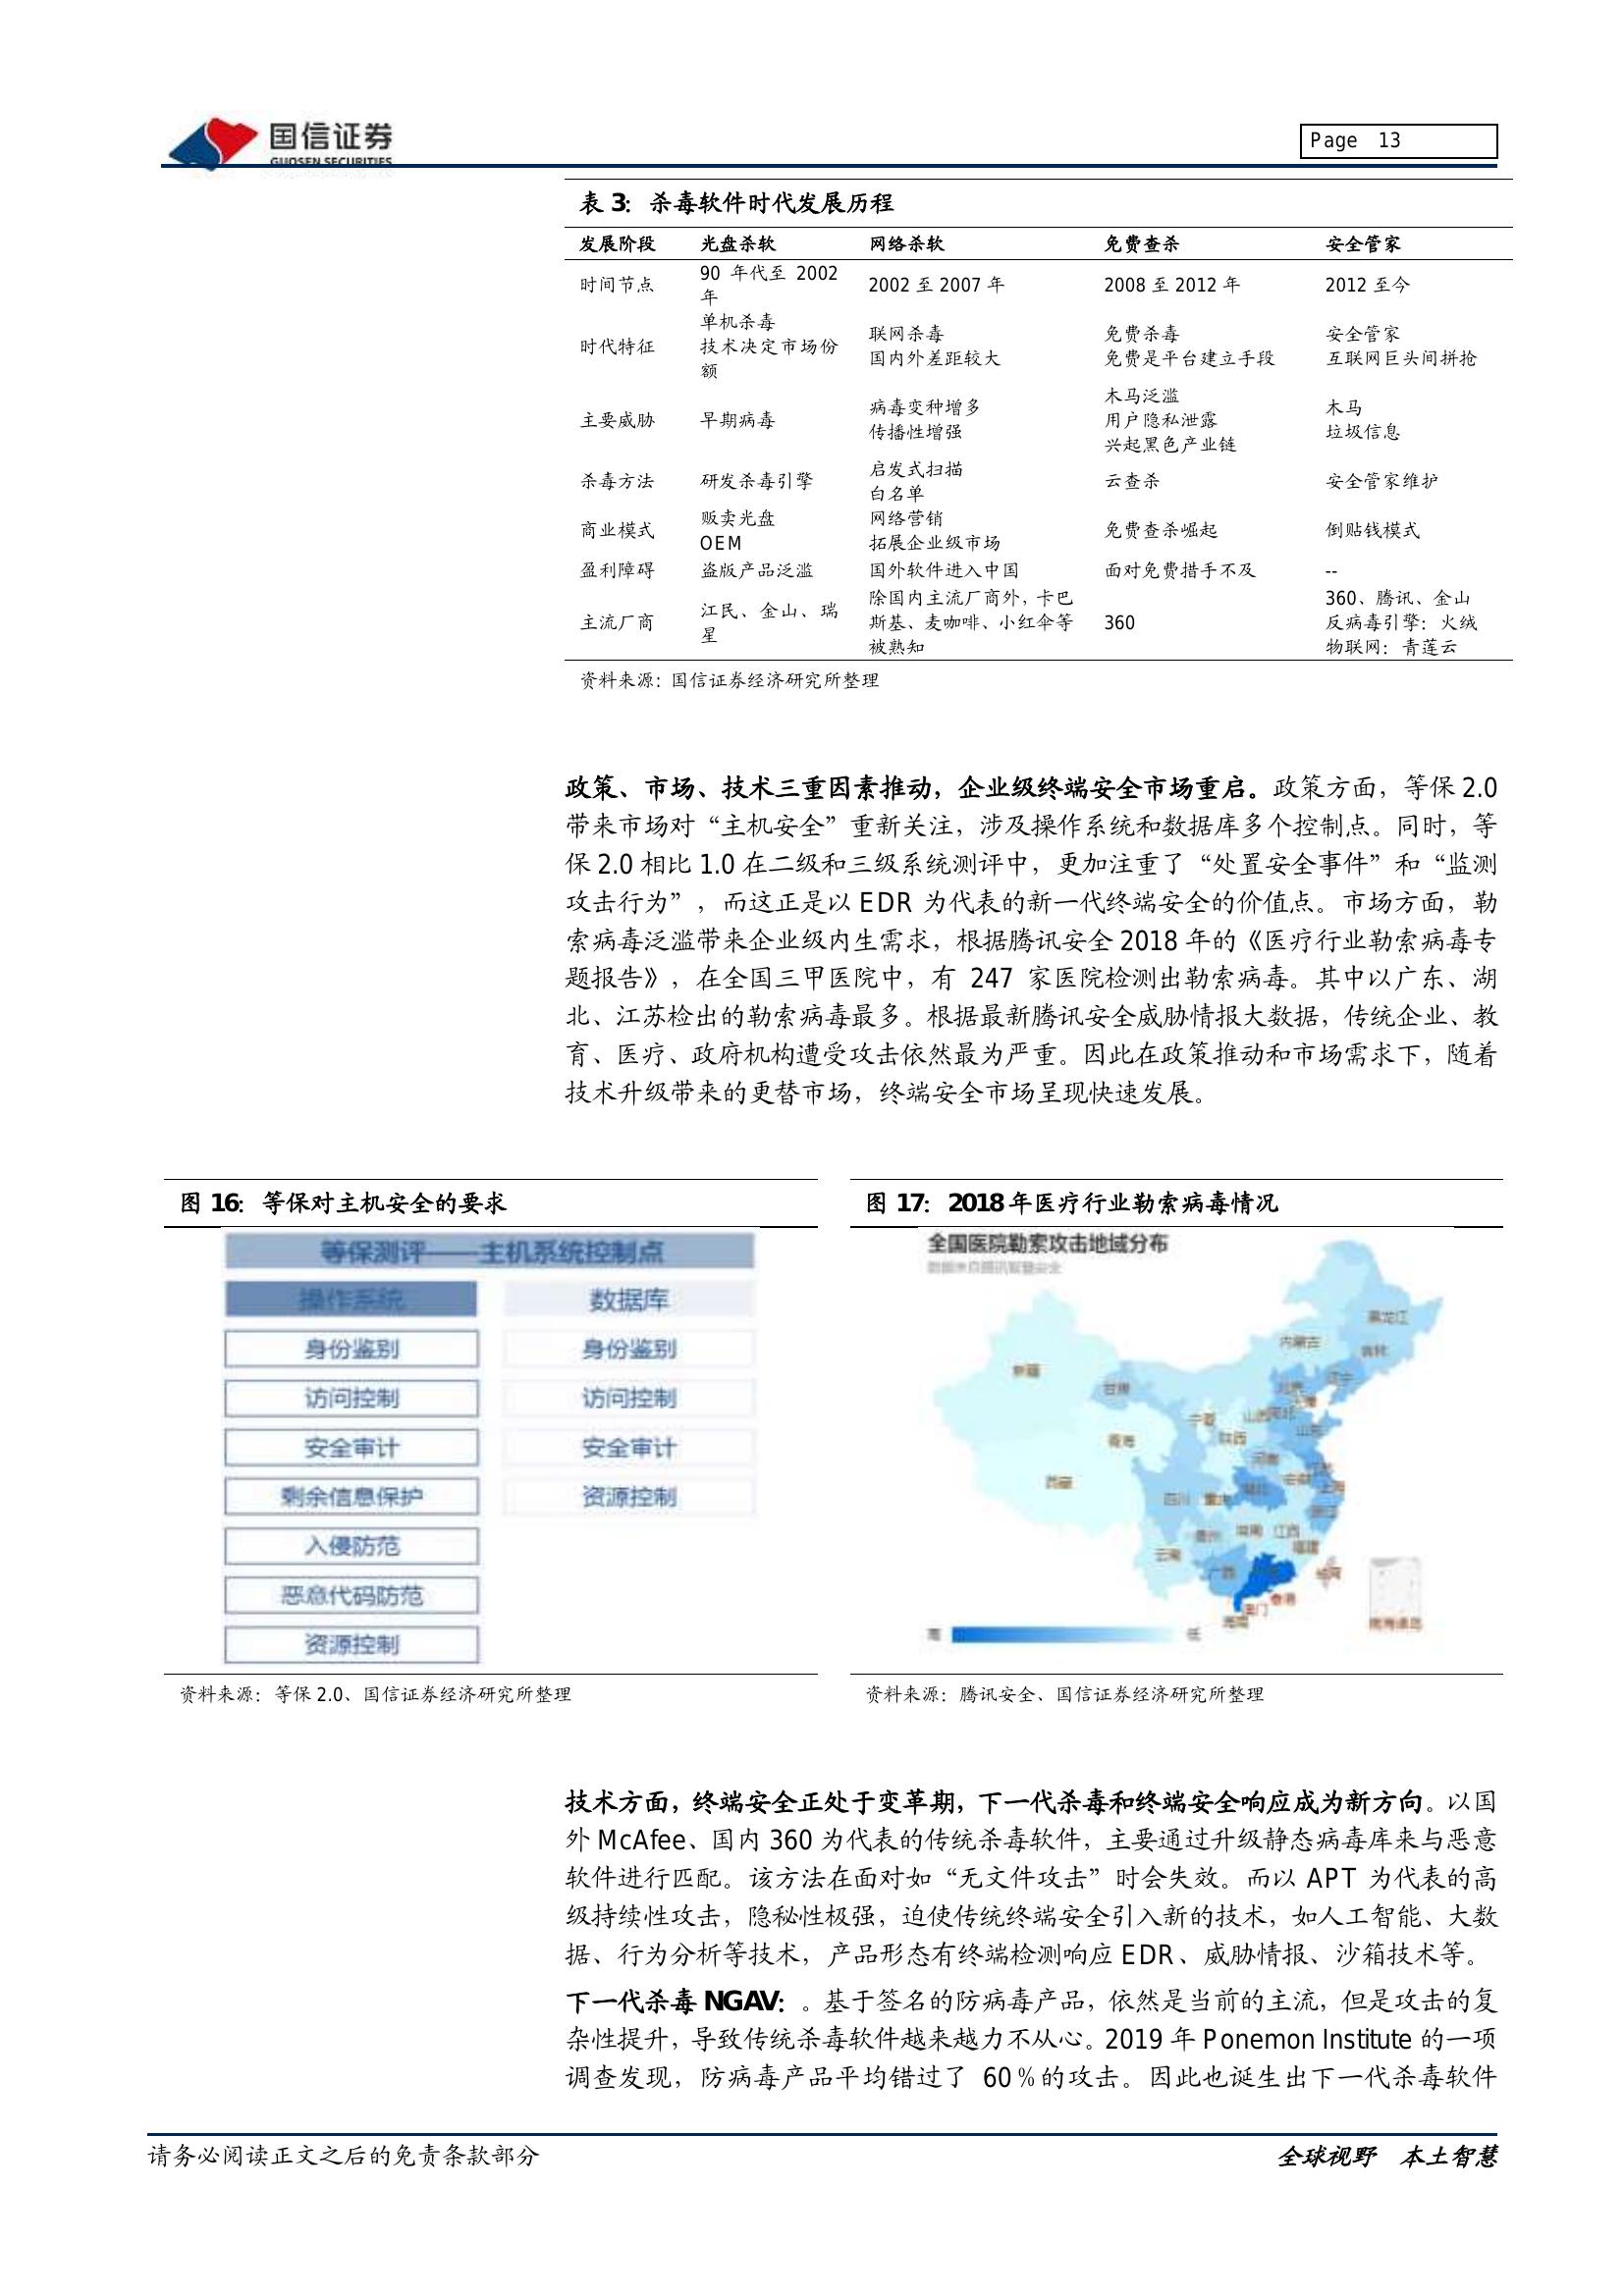 国信证券
GUOSEN SECURITIES
Page 13
表 3：杀毒软件时代发展历程
发展阶段 光盘杀软 网络杀软 免费查杀 安全管家
时间节点 90 年代至 2002 年 2002 至 2007 年 2008 至 2012 年 2012 至今
时代特征 单机杀毒 技术决定市场份额 联网杀毒 国内外差距较大 免费杀毒 免费是平台建立手段 安全管家 互联网巨头间拼抢
主要威胁 早期病毒 病毒变种增多 传播性增强 木马泛滥 用户隐私泄露 兴起黑色产业链 木马 垃圾信息
杀毒方法 研发杀毒引擎 启发式扫描 白名单 云查杀 安全管家维护
商业模式 贩卖光盘 OEM 网络营销 拓展企业级市场 免费查杀崛起 倒贴钱模式
盈利障碍 盗版产品泛滥 国外软件进入中国 面对免费措手不及 --
主流厂商 江民、金山、瑞星 除国内主流厂商外，卡巴斯基、麦咖啡、小红伞等被熟知 360 360、腾讯、金山 反病毒引擎：火绒 物联网：青莲云
资料来源：国信证券经济研究所整理
政策、市场、技术三重因素推动，企业级终端安全市场重启。政策方面，等保 2.0
带来市场对“主机安全”重新关注，涉及操作系统和数据库多个控制点。同时，等
保 2.0 相比 1.0 在二级和三级系统测评中，更加注重了“处置安全事件”和“监测
攻击行为”，而这正是以 EDR 为代表的新一代终端安全的价值点。市场方面，勒
索病毒泛滥带来企业级内生需求，根据腾讯安全 2018 年的《医疗行业勒索病毒专
题报告》，在全国三甲医院中，有 247 家医院检测出勒索病毒。其中以广东、湖
北、江苏检出的勒索病毒最多。根据最新腾讯安全威胁情报大数据，传统企业、教
育、医疗、政府机构遭受攻击依然最为严重。因此在政策推动和市场需求下，随着
技术升级带来的更替市场，终端安全市场呈现快速发展。
图 16：等保对主机安全的要求
等保测评——主机系统控制点
操作系统 数据库
身份鉴别 身份鉴别
访问控制 访问控制
安全审计 安全审计
剩余信息保护 资源控制
入侵防范
恶意代码防范
资源控制
资料来源：等保 2.0、国信证券经济研究所整理
图 17：2018 年医疗行业勒索病毒情况
全国医院勒索攻击地域分布
黑龙江
内蒙古
吉林
新疆
辽宁
甘肃
宁夏
陕西
青海
山东
河南
西藏
四川 重庆
上海
贵州 湖南 江西
福建
云南
广西
台湾
香港
澳门
海南
南海诸岛
高 低
资料来源：腾讯安全、国信证券经济研究所整理
技术方面，终端安全正处于变革期，下一代杀毒和终端安全响应成为新方向。以国
外 McAfee、国内 360 为代表的传统杀毒软件，主要通过升级静态病毒库来与恶意
软件进行匹配。该方法在面对如“无文件攻击”时会失效。而以 APT 为代表的高
级持续性攻击，隐秘性极强，迫使传统终端安全引入新的技术，如人工智能、大数
据、行为分析等技术，产品形态有终端检测响应 EDR、威胁情报、沙箱技术等。
下一代杀毒 NGAV：。基于签名的防病毒产品，依然是当前的主流，但是攻击的复
杂性提升，导致传统杀毒软件越来越力不从心。2019 年 Ponemon Institute 的一项
调查发现，防病毒产品平均错过了 60%的攻击。因此也诞生出下一代杀毒软件
请务必阅读正文之后的免责条款部分
全球视野 本土智慧